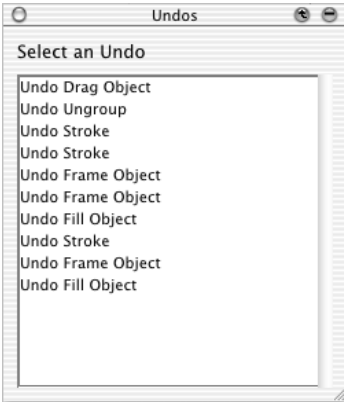 Undos
Select an Undo
Undo Drag Object
Undo Ungroup
Undo Stroke
Undo Stroke
Undo Frame Object
Undo Frame Object
Undo Fill Object
Undo Stroke
Undo Frame Object
Undo Fill Object